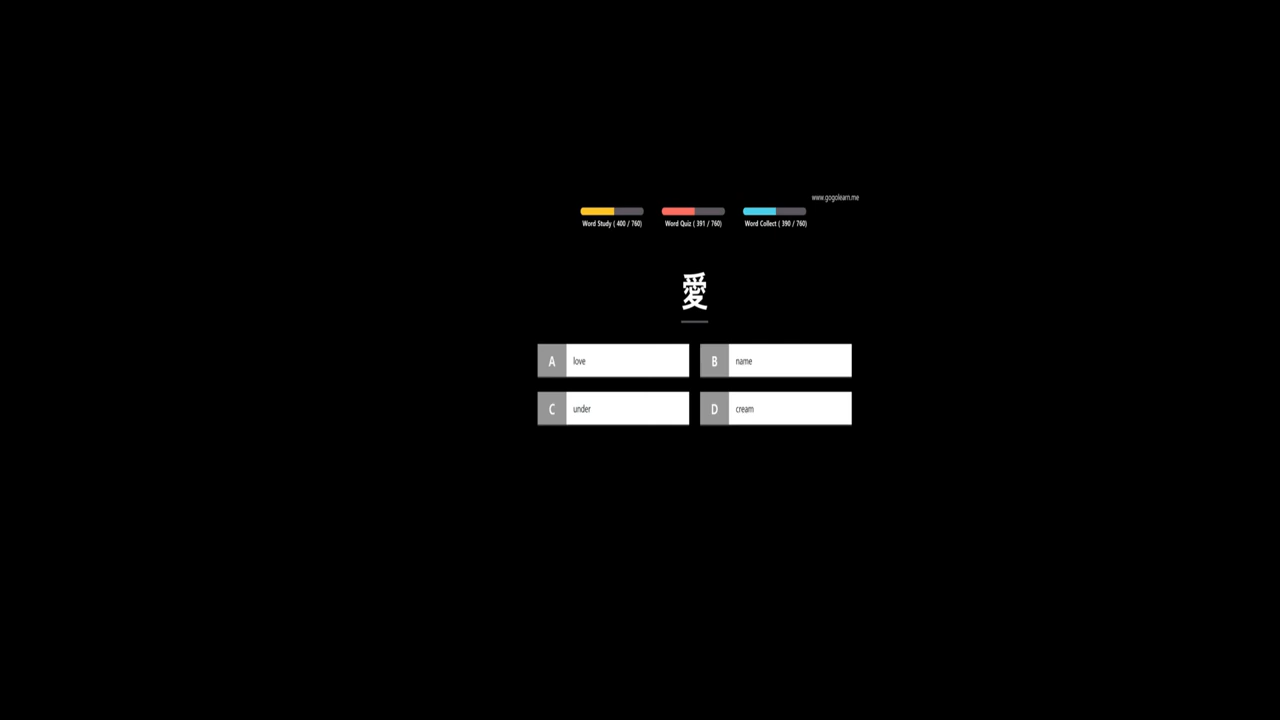 www.gogolearn.me
Word Study ( 400 / 760)
Word Quiz ( 391 / 760)
Word Collect ( 390 / 760)
愛
A love
B name
C under
D cream